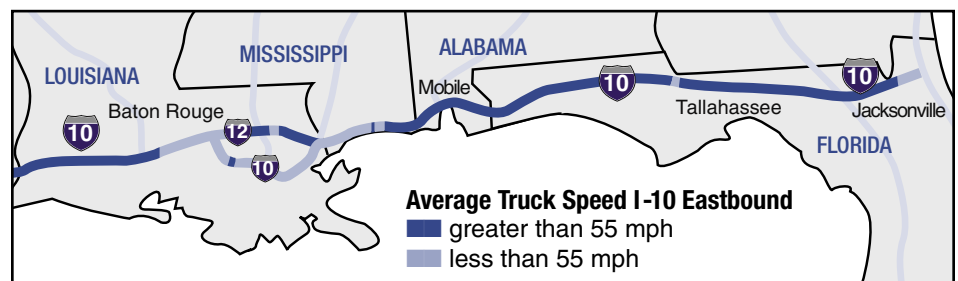 MISSISSIPPI
ALABAMA
LOUISIANA
Mobile
10
10
Baton Rouge
Tallahassee
Jacksonville
12
10
10
FLORIDA
Average Truck Speed I-10 Eastbound
greater than 55 mph
less than 55 mph